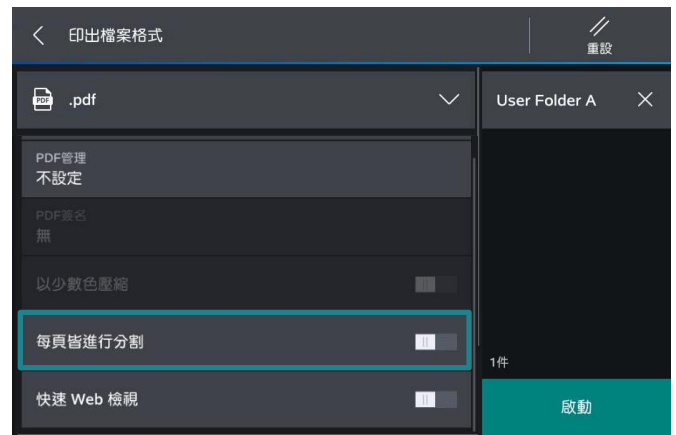 印出檔案格式
重設
PDF .pdf
User Folder A
PDF管理
不設定
PDF簽名
無
以少數色壓縮
每頁皆進行分割
1件
快速 Web 檢視
啟動